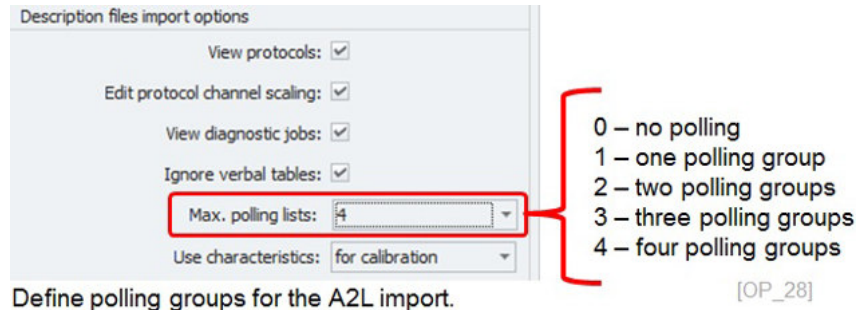 Description files import options
View protocols:
Edit protocol channel scaling:
View diagnostic jobs:
Ignore verbal tables:
Max. polling lists: 4
Use characteristics: for calibration
0 – no polling
1 – one polling group
2 – two polling groups
3 – three polling groups
4 – four polling groups
Define polling groups for the A2L import.
[OP_28]